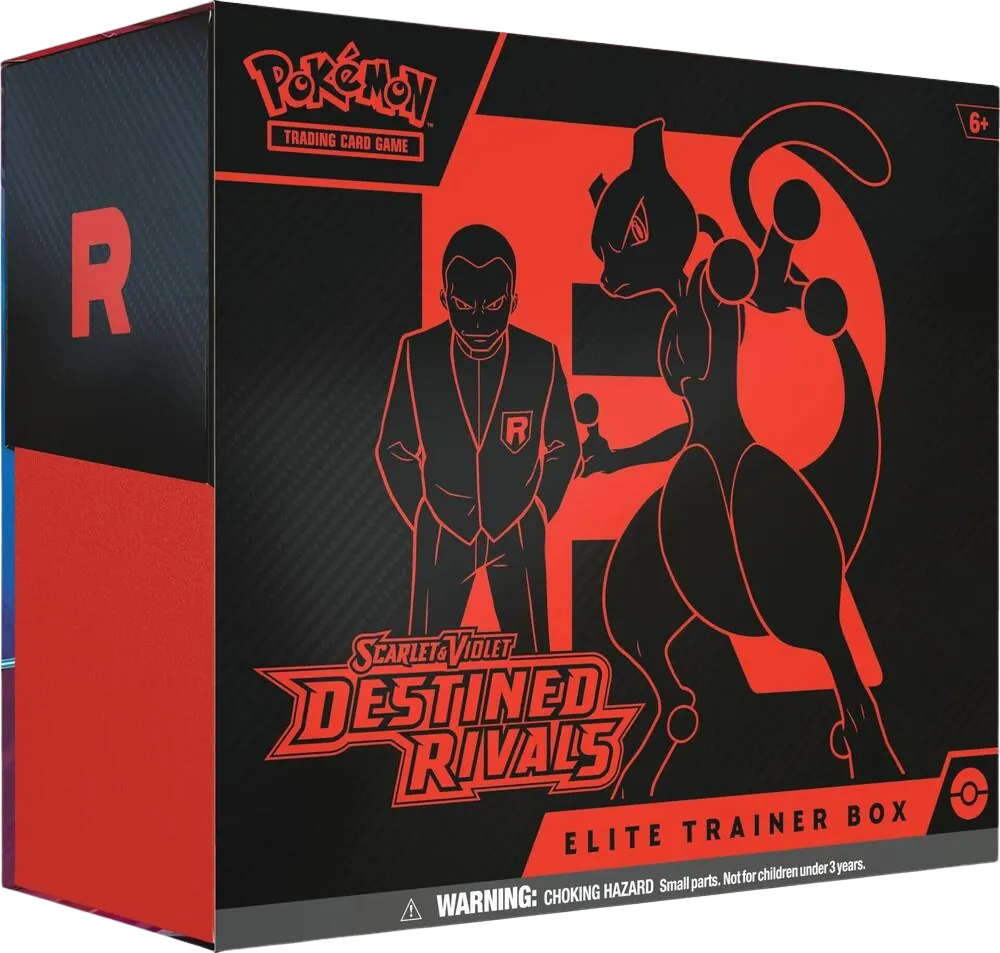 POKÉMON
TRADING CARD GAME
6+
R
R
SCARLET & VIOLET
DESTINED
RIVALS
ELITE TRAINER BOX
WARNING: CHOKING HAZARD Small parts. Not for children under 3 years.